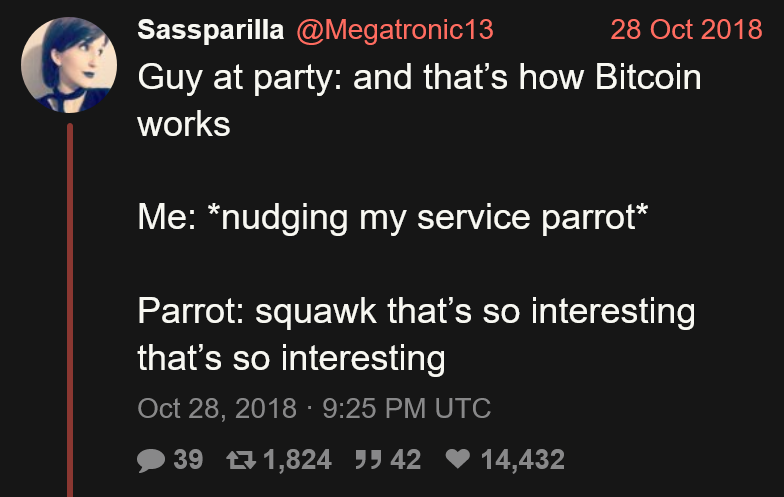 Sassparilla @Megatronic13 28 Oct 2018
Guy at party: and that’s how Bitcoin
works
Me: *nudging my service parrot*
Parrot: squawk that’s so interesting
that’s so interesting
Oct 28, 2018 · 9:25 PM UTC
39 1,824 42 14,432